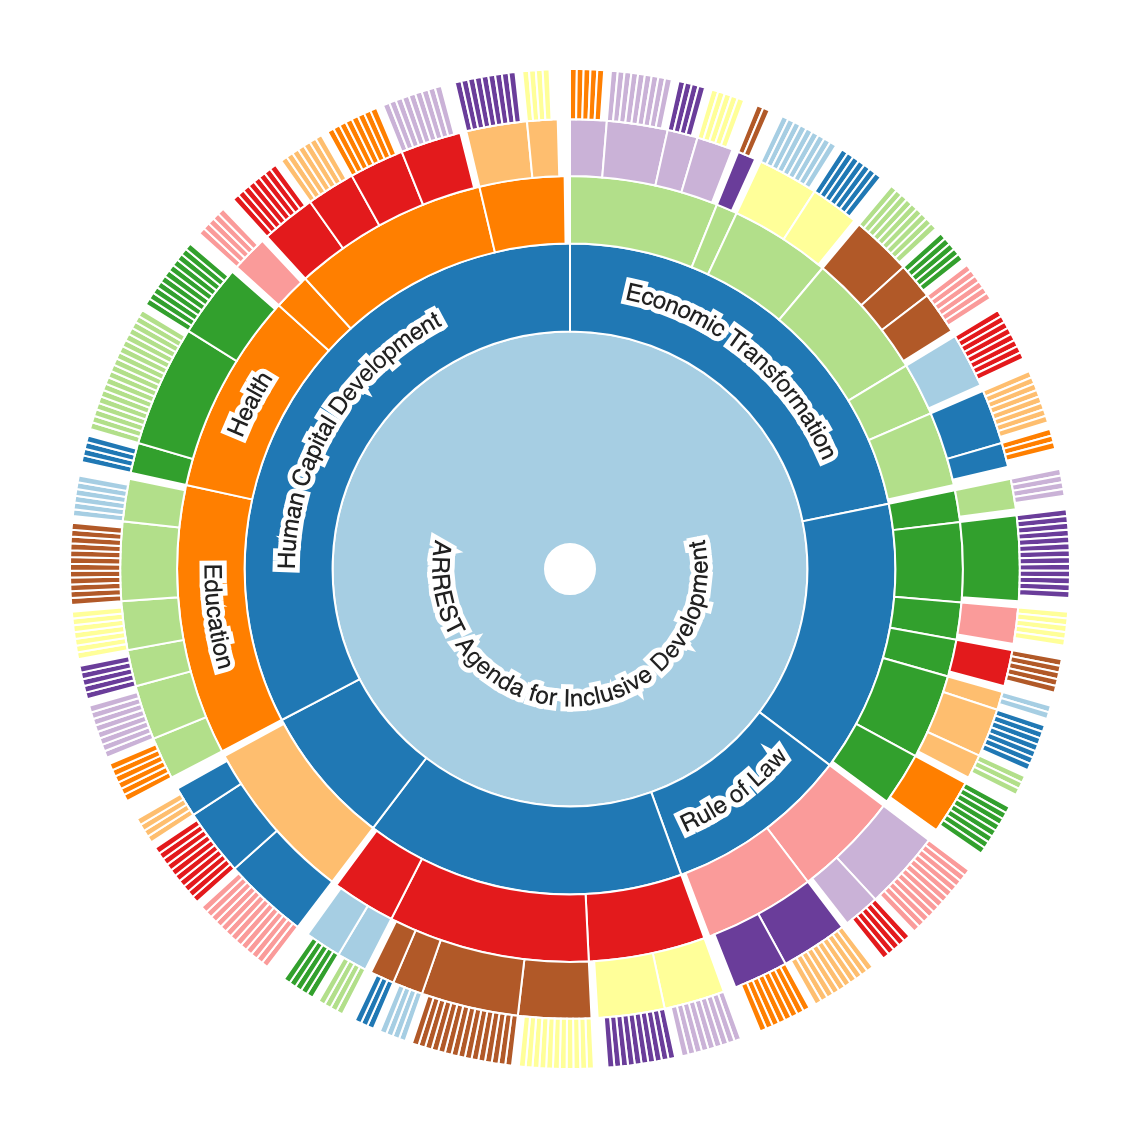 Economic Transformation
Human Capital Development
Health
Education
ARREST Agenda for Inclusive Development
Rule of Law